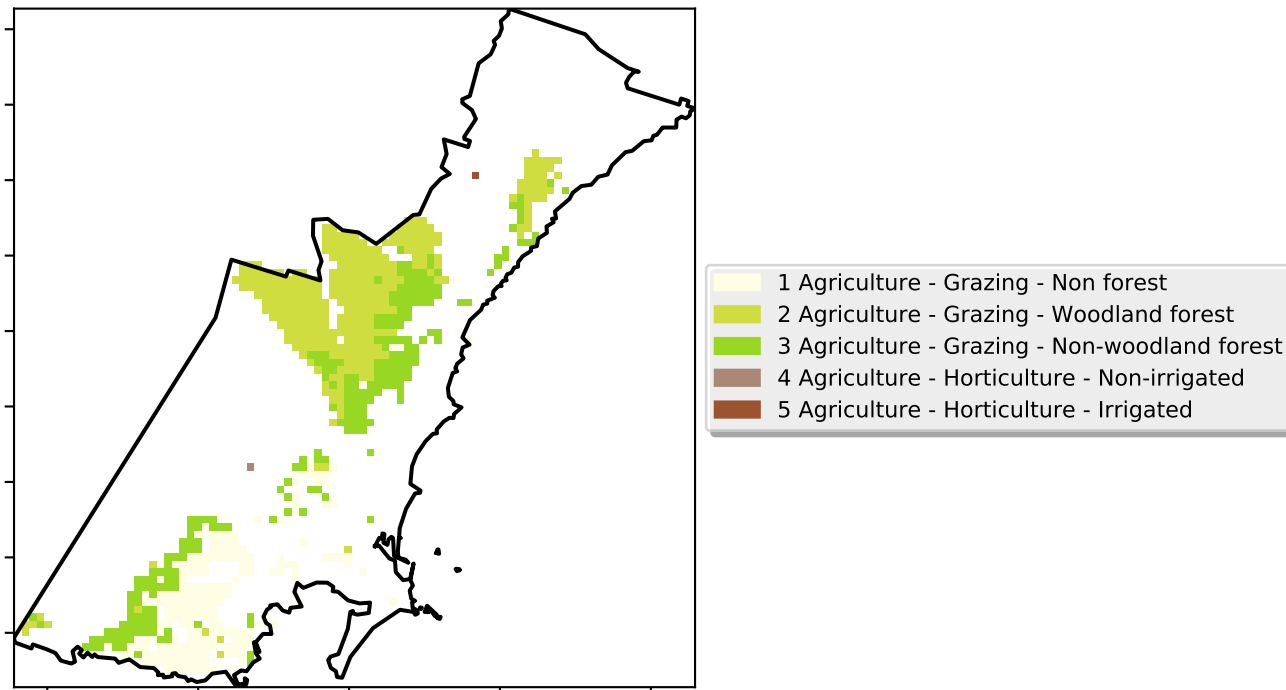 1 Agriculture - Grazing - Non forest
2 Agriculture - Grazing - Woodland forest
3 Agriculture - Grazing - Non-woodland forest
4 Agriculture - Horticulture - Non-irrigated
5 Agriculture - Horticulture - Irrigated